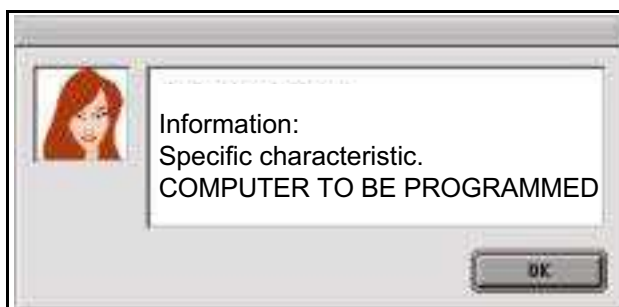 Information:
Specific characteristic.
COMPUTER TO BE PROGRAMMED
OK